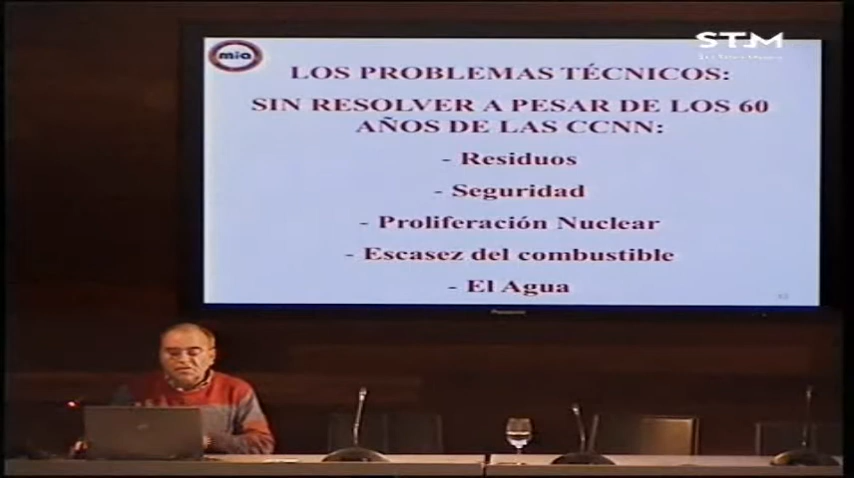 STM
mia
LOS PROBLEMAS TÉCNICOS:
SIN RESOLVER A PESAR DE LOS 60
AÑOS DE LAS CCNN:
- Residuos
- Seguridad
- Proliferación Nuclear
- Escasez del combustible
- El Agua
Panasonic